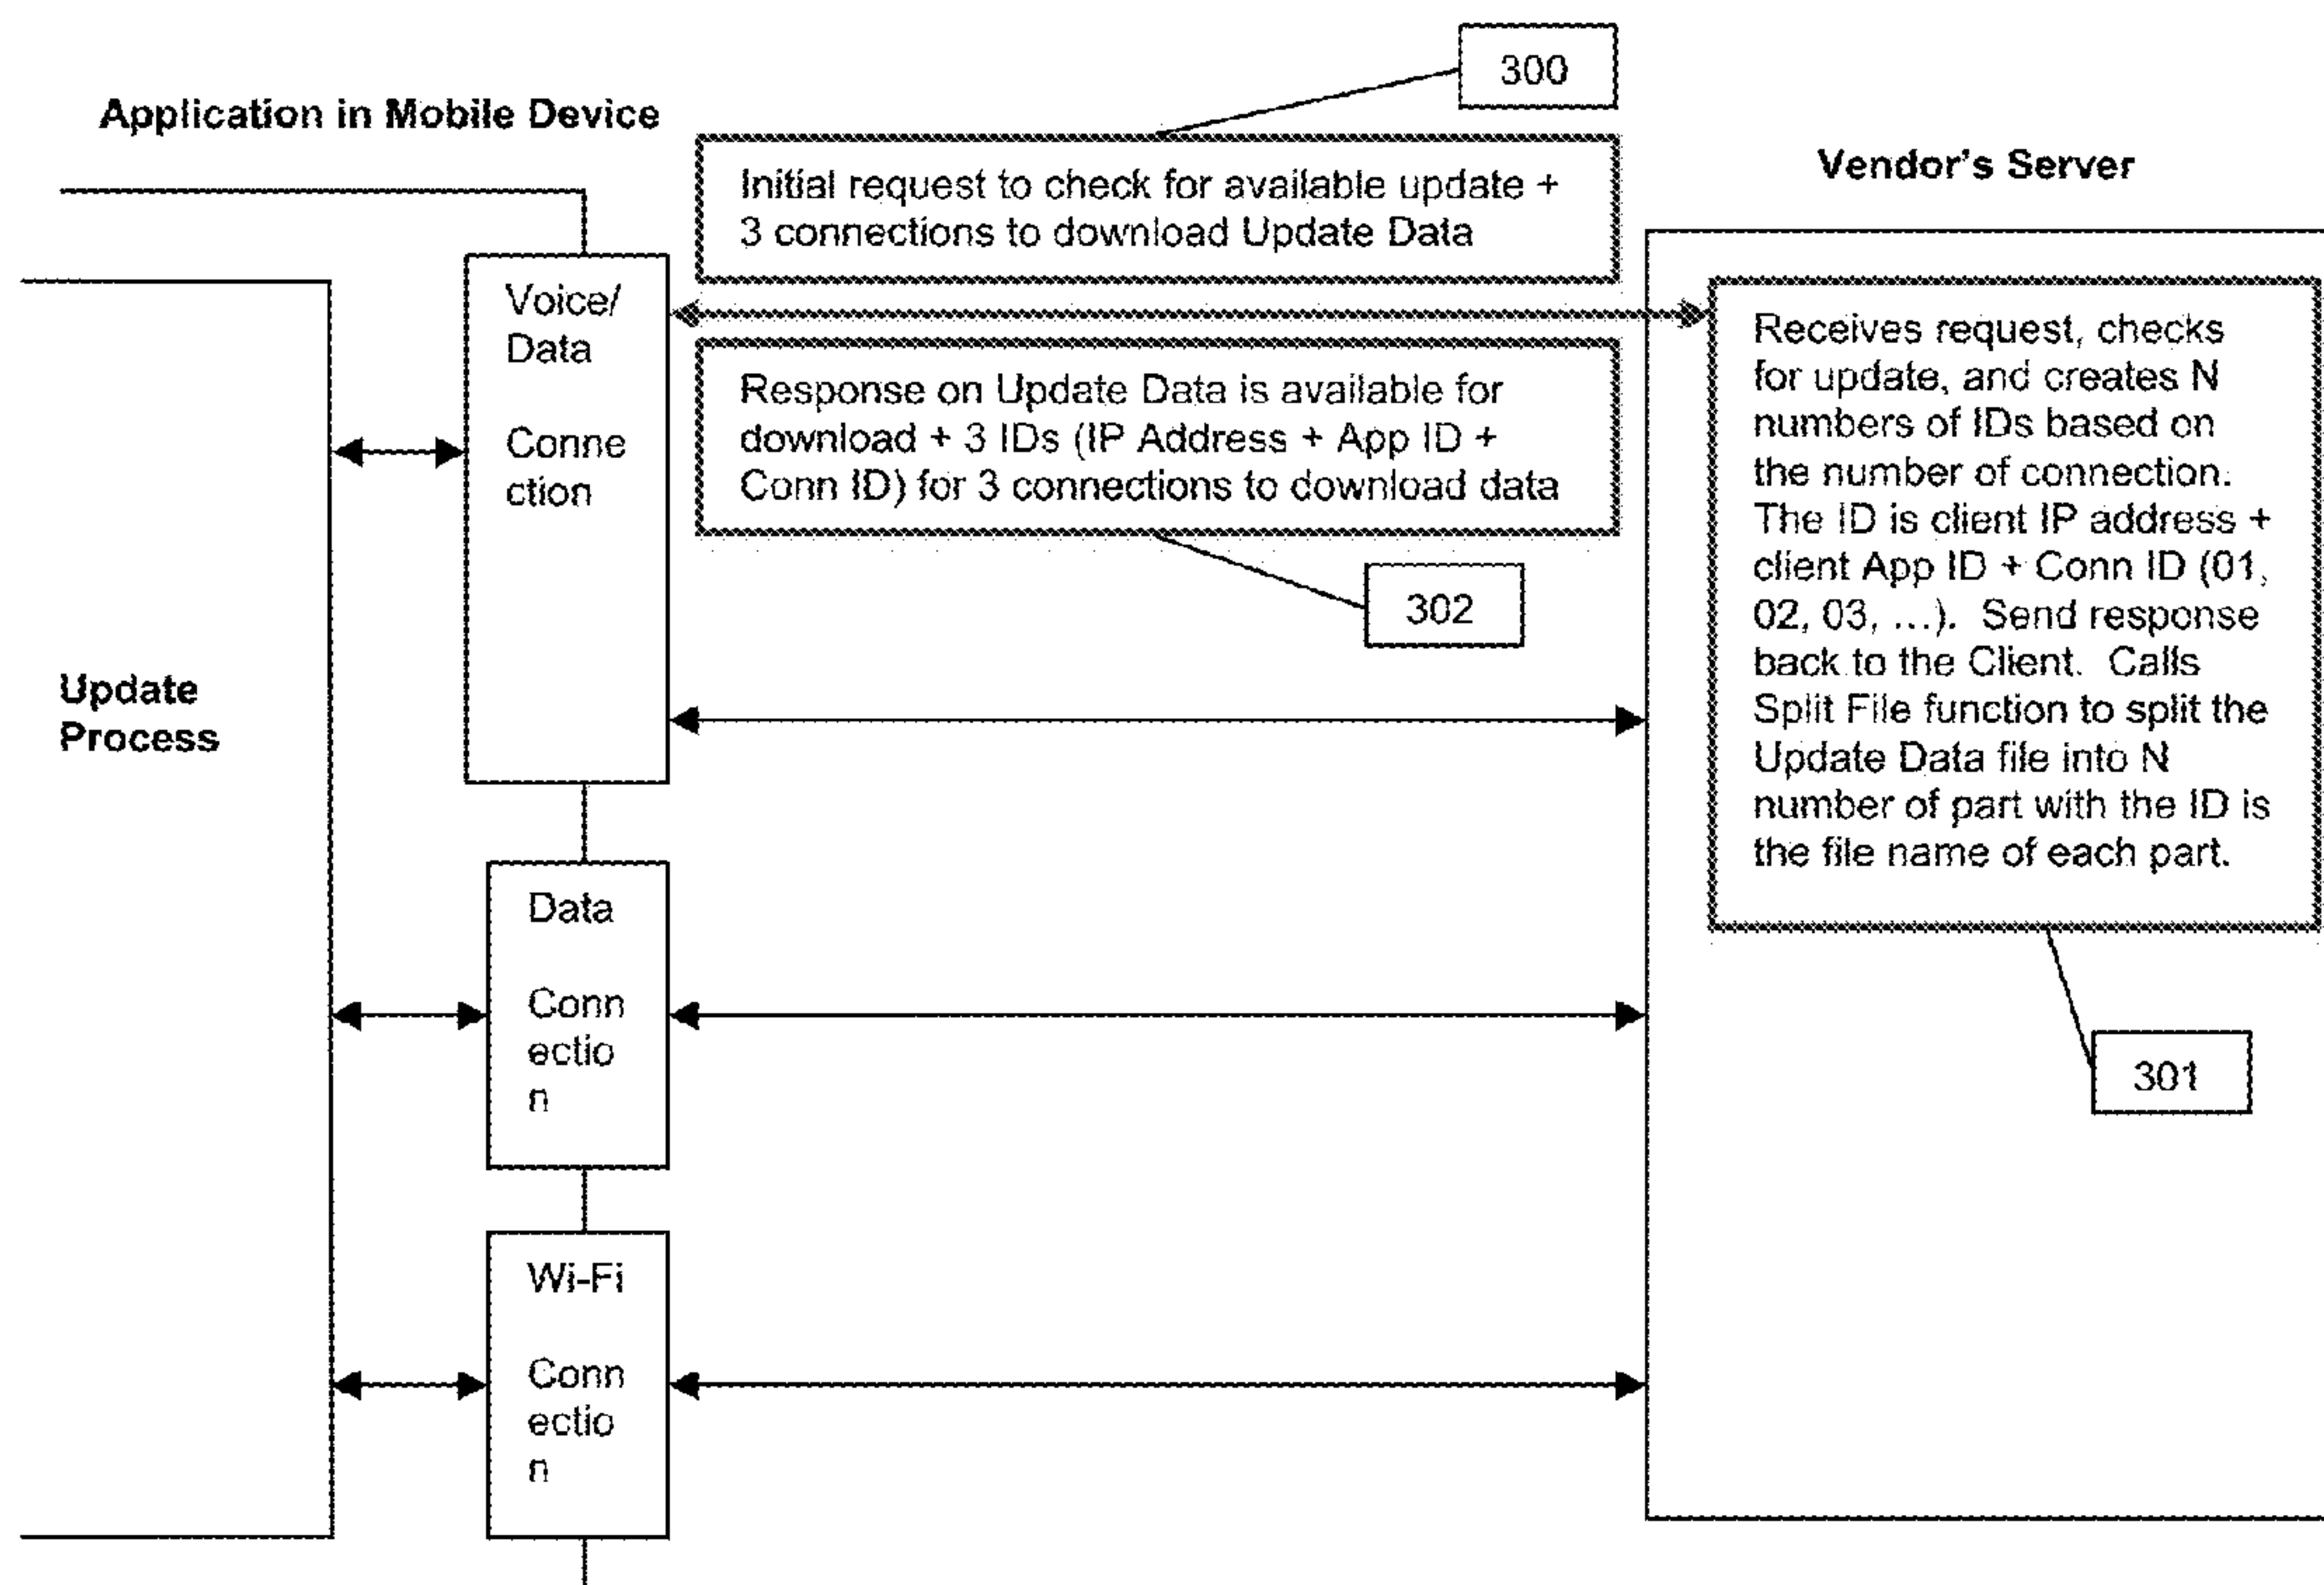 300
Application in Mobile Device
Initial request to check for available update +
3 connections to download Update Data
Vendor's Server
Voice/
Data
Conne
ction
Response on Update Data is available for
download + 3 IDs (IP Address + App ID +
Conn ID) for 3 connections to download data
302
Receives request, checks
for update, and creates N
numbers of IDs based on
the number of connection.
The ID is client IP address +
client App ID + Conn ID (01,
02, 03, ...).  Send response
back to the Client.  Calls
Split File function to split the
Update Data file into N
number of part with the ID is
the file name of each part.
301
Update
Process
Data
Conn
ectio
n
Wi-Fi
Conn
ectio
n